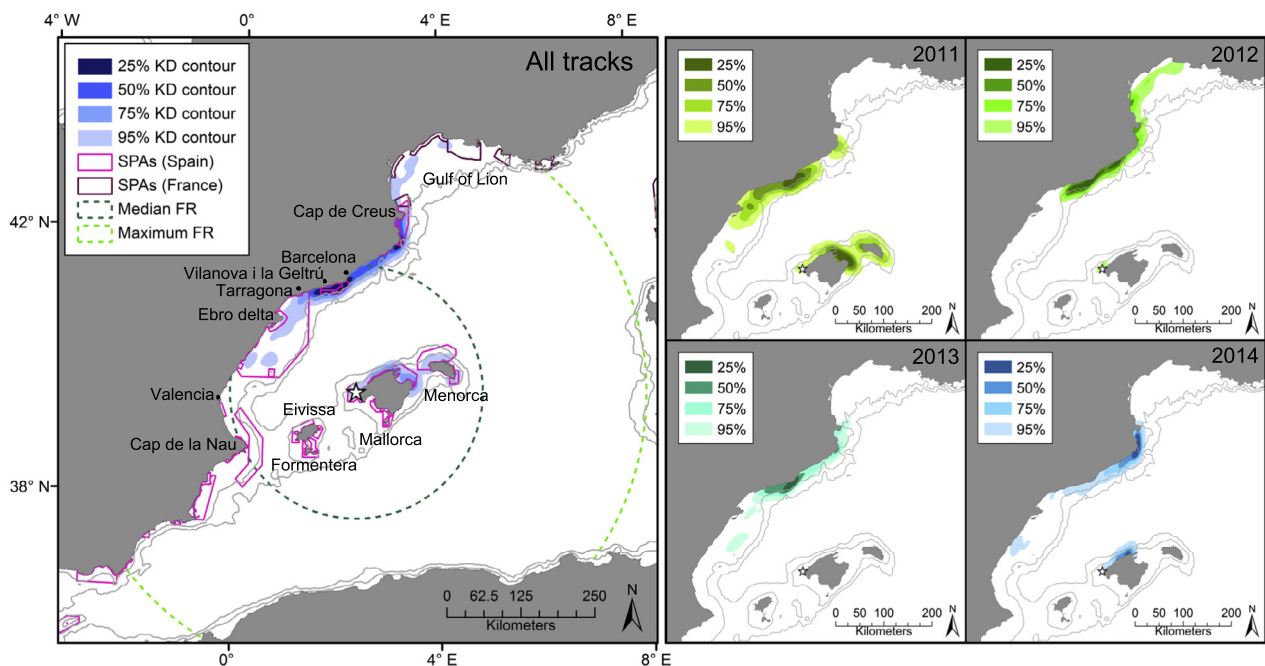 4° W
0°
4° E
8° E
All tracks
25% KD contour
50% KD contour
75% KD contour
95% KD contour
SPAs (Spain)
SPAs (France)
Median FR
Maximum FR
Gulf of Lion
42° N
Cap de Creus
Barcelona
Vilanova i la Geltrú
Tarragona
Ebro delta
Valencia
Menorca
Eivissa
Mallorca
Cap de la Nau
Formentera
38° N
0 62.5 125 250
Kilometers
N
0°
4° E
8° E
2011
25%
50%
75%
95%
0 50 100 200
Kilometers
N
2012
25%
50%
75%
95%
0 50 100 200
Kilometers
N
2013
25%
50%
75%
95%
0 50 100 200
Kilometers
N
2014
25%
50%
75%
95%
0 50 100 200
Kilometers
N